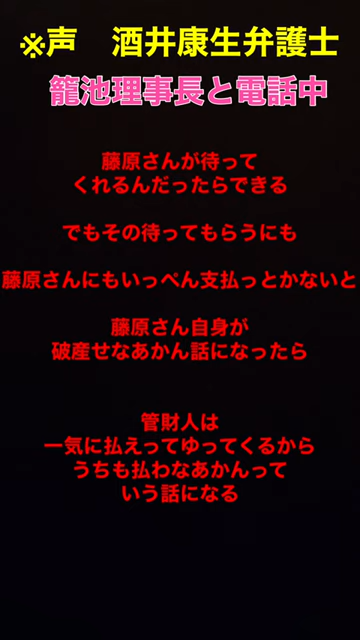 ※声　酒井康生弁護士
籠池理事長と電話中
藤原さんが待って
くれるんだったらできる
でもその待ってもらうにも
藤原さんにもいっぺん支払っとかないと
藤原さん自身が
破産せなあかん話になったら
管財人は
一気に払えってゆってくるから
うちも払わなあかんって
いう話になる